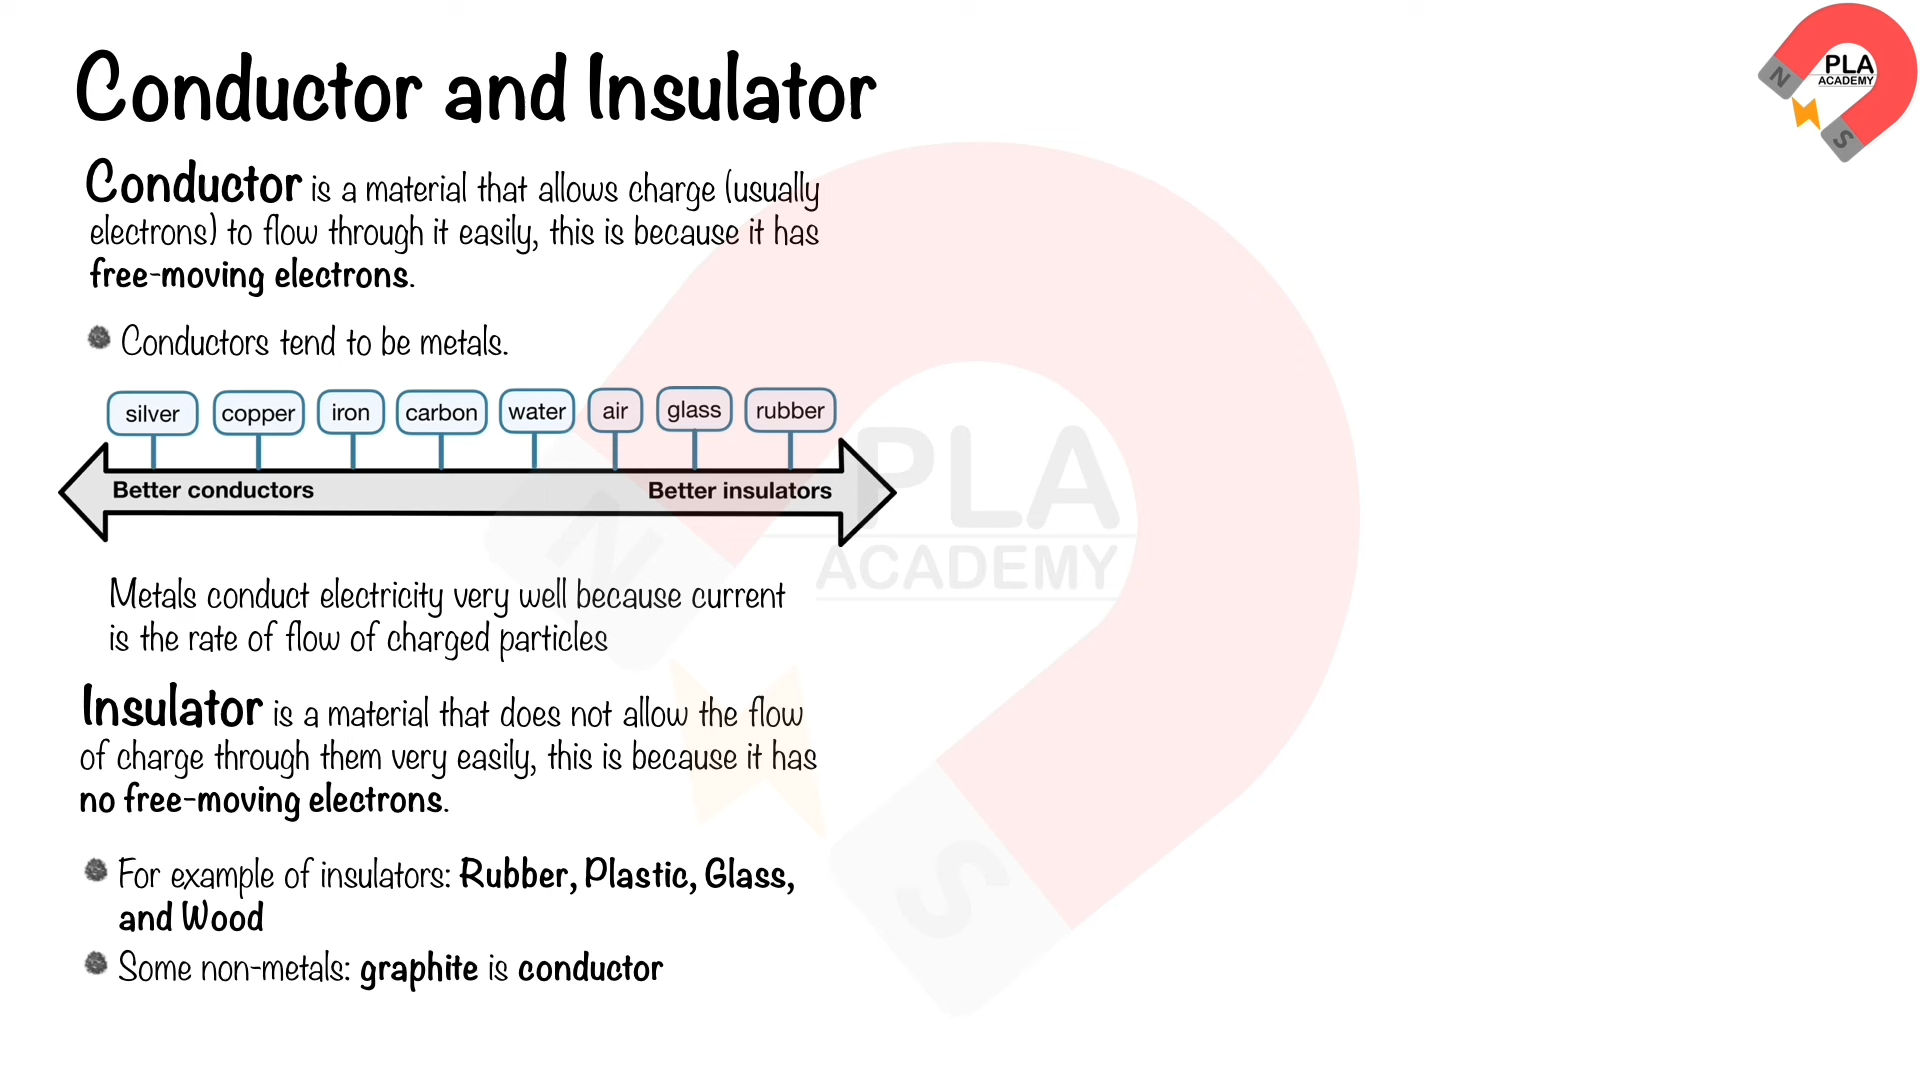 Conductor and Insulator
N
PLA
ACADEMY
S
Conductor is a material that allows charge (usually
electrons) to flow through it easily, this is because it has
free-moving electrons.
Conductors tend to be metals.
silver copper iron carbon water air glass rubber
Better conductors Better insulators
PLA
ACADEMY
N
Metals conduct electricity very well because current
is the rate of flow of charged particles
Insulator is a material that does not allow the flow
of charge through them very easily, this is because it has
no free-moving electrons.
For example of insulators: Rubber, Plastic, Glass,
and Wood
S
Some non-metals: graphite is conductor